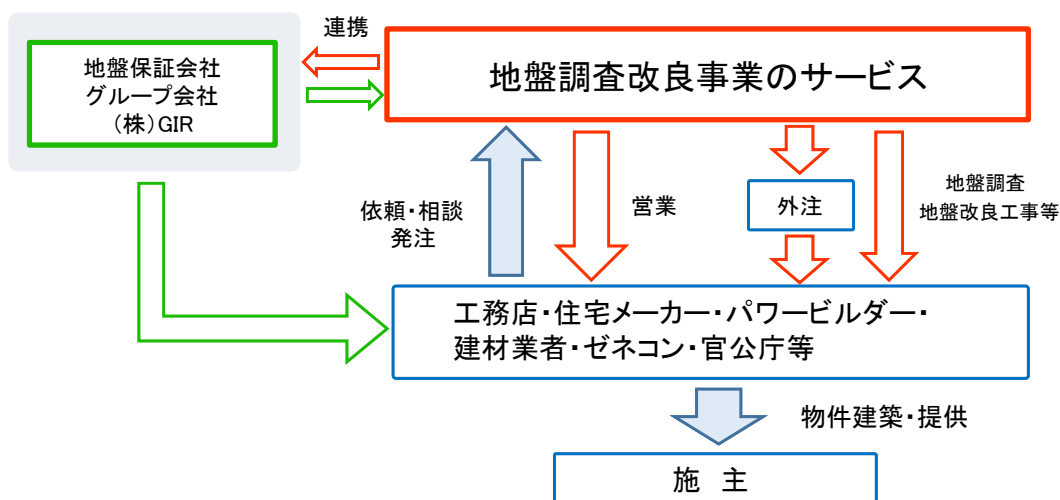 連携
地盤保証会社
グループ会社
(株)GIR
地盤調査改良事業のサービス
依頼・相談
発注
営業
外注
地盤調査
地盤改良工事等
工務店・住宅メーカー・パワービルダー・
建材業者・ゼネコン・官公庁等
物件建築・提供
施 主